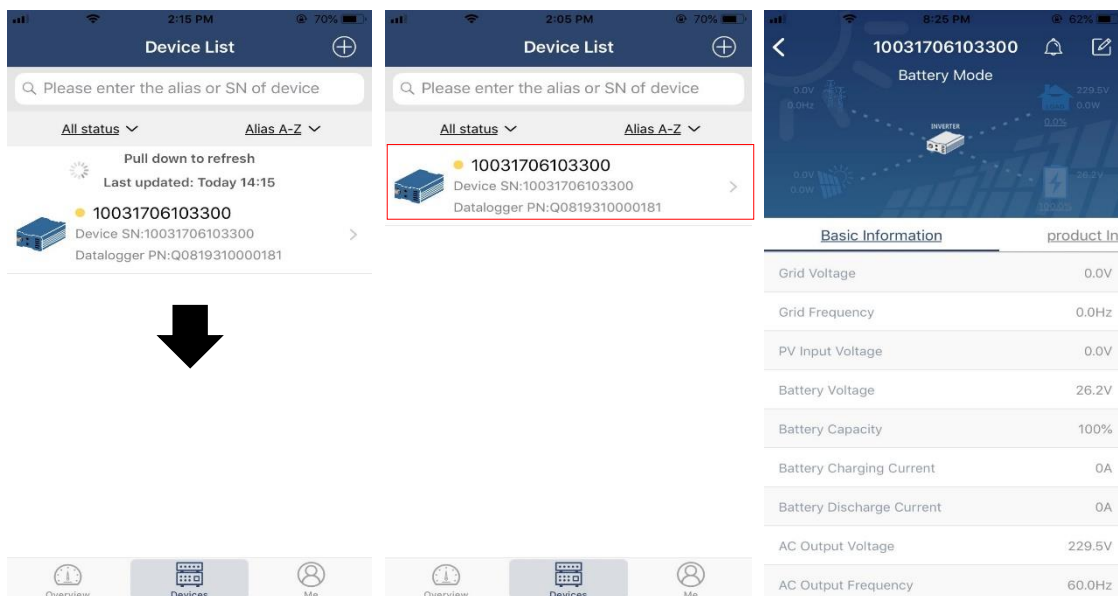 2:15 PM
70%
Device List
Please enter the alias or SN of device
All status
Alias A-Z
Pull down to refresh
Last updated: Today 14:15
10031706103300
Device SN:10031706103300
Datalogger PN:Q0819310000181
Overview
Devices
Me
2:05 PM
70%
Device List
Please enter the alias or SN of device
All status
Alias A-Z
10031706103300
Device SN:10031706103300
Datalogger PN:Q0819310000181
Overview
Devices
Me
8:25 PM
62%
10031706103300
Battery Mode
0.0V
0.0Hz
229.5V
0.0W
0.0%
INVERTER
0.0V
0.0W
26.2V
100.0%
Basic Information
product In
Grid Voltage 0.0V
Grid Frequency 0.0Hz
PV Input Voltage 0.0V
Battery Voltage 26.2V
Battery Capacity 100%
Battery Charging Current 0A
Battery Discharge Current 0A
AC Output Voltage 229.5V
AC Output Frequency 60.0Hz